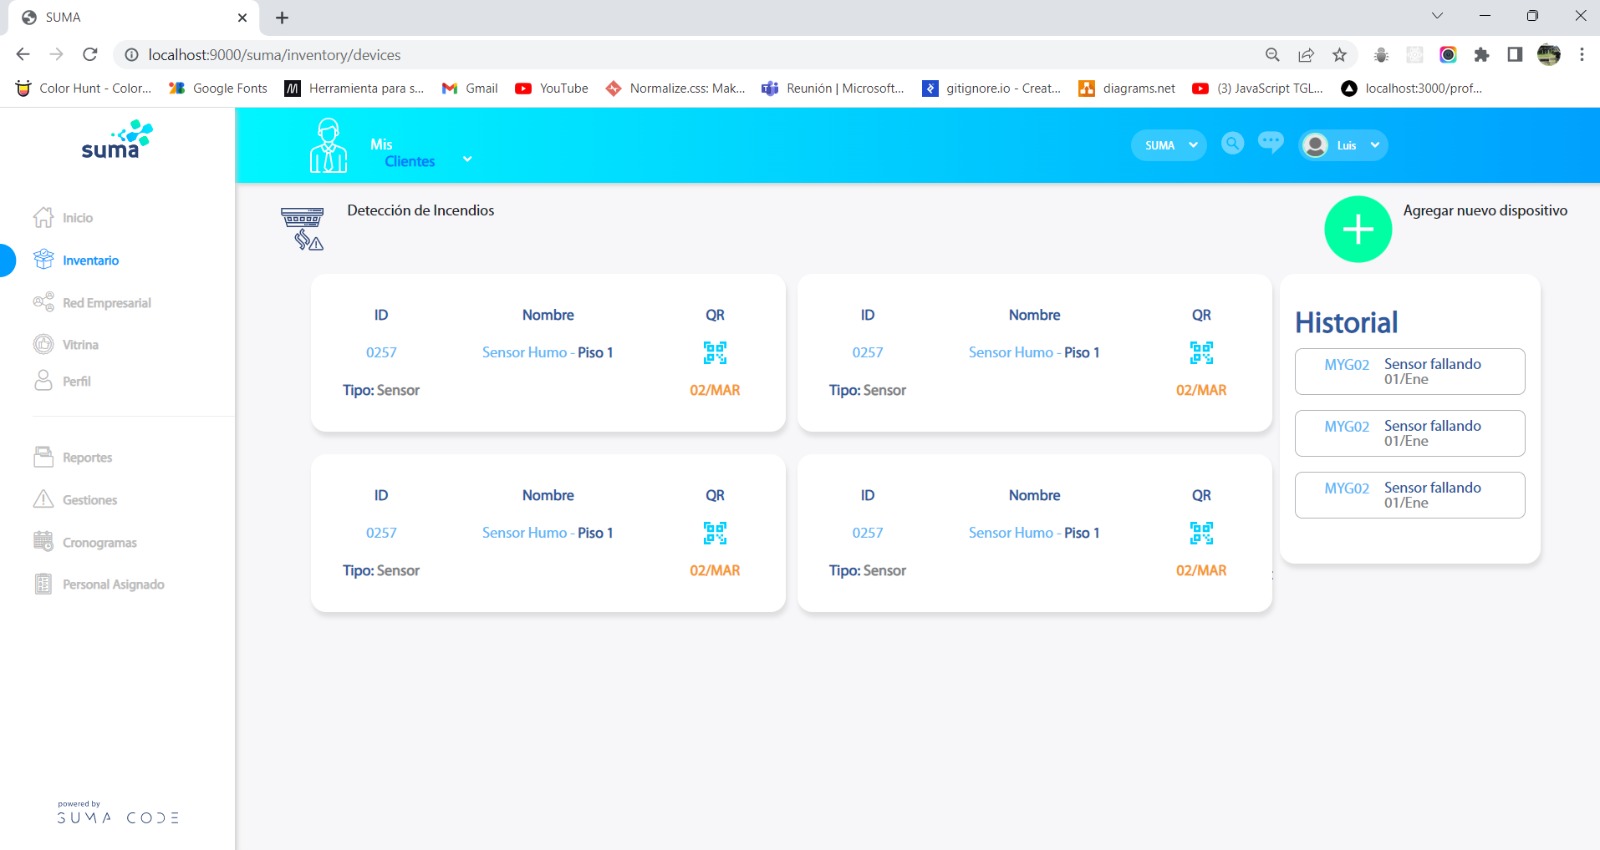 SUMA
localhost:9000/suma/inventory/devices
Color Hunt - Color...
Google Fonts
Herramienta para s...
Gmail
YouTube
Normalize.css: Mak...
Reunión | Microsoft...
gitignore.io - Creat...
diagrams.net
(3) JavaScript TGL...
localhost:3000/prof...
suma
Mis
Clientes
SUMA
Luis
Inicio
Inventario
Red Empresarial
Vitrina
Perfil
Reportes
Gestiones
Cronogramas
Personal Asignado
powered by
SUMA CODE
Detección de Incendios
Agregar nuevo dispositivo
ID Nombre QR
0257 Sensor Humo - Piso 1
Tipo: Sensor 02/MAR
ID Nombre QR
0257 Sensor Humo - Piso 1
Tipo: Sensor 02/MAR
ID Nombre QR
0257 Sensor Humo - Piso 1
Tipo: Sensor 02/MAR
ID Nombre QR
0257 Sensor Humo - Piso 1
Tipo: Sensor 02/MAR
Historial
MYG02 Sensor fallando
01/Ene
MYG02 Sensor fallando
01/Ene
MYG02 Sensor fallando
01/Ene